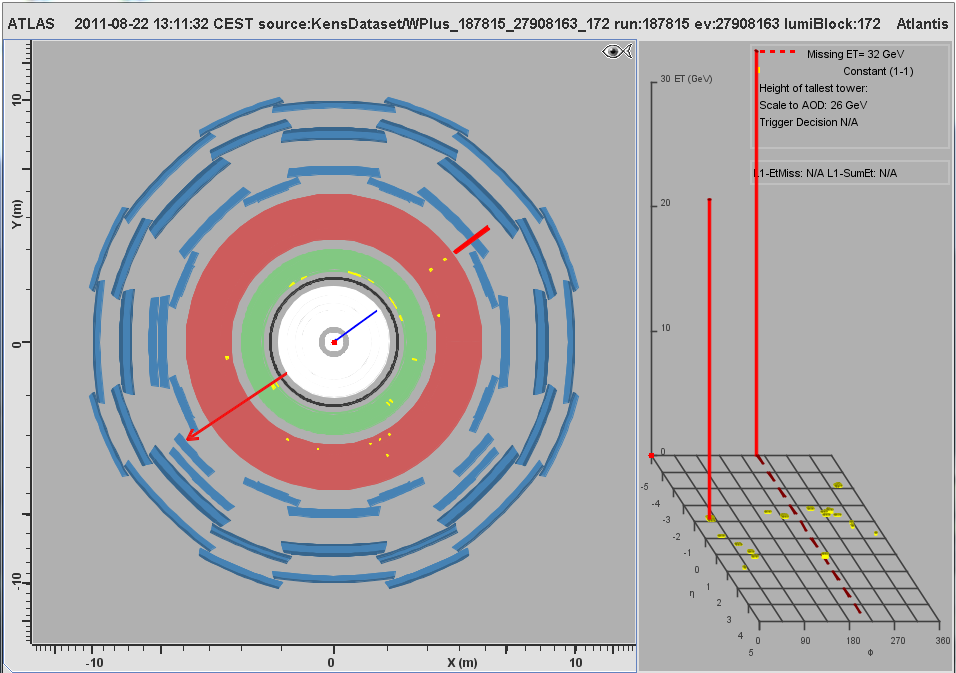 ATLAS 2011-08-22 13:11:32 CEST source:KensDataset/WPlus_187815_27908163_172 run:187815 ev:27908163 lumiBlock:172 Atlantis
Missing ET= 32 GeV
Constant (1-1)
Height of tallest tower:
Scale to AOD: 26 GeV
Trigger Decision N/A
L1-EtMiss: N/A L1-SumEt: N/A
30 ET (GeV)
20
10
0
-5
-4
-3
-2
-1
0
η
1
2
3
4
5
0 90 180 270 360
ϕ
10
Y (m)
0
-10
-10 0 X (m) 10